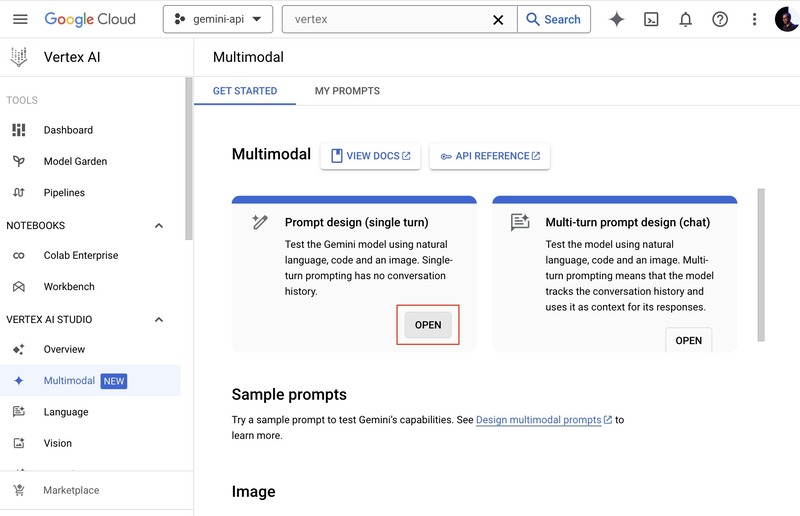 Google Cloud
gemini-api
vertex
Search
Vertex AI
Multimodal
TOOLS
Dashboard
Model Garden
Pipelines
NOTEBOOKS
Colab Enterprise
Workbench
VERTEX AI STUDIO
Overview
Multimodal NEW
Language
Vision
Marketplace
GET STARTED
MY PROMPTS
Multimodal
VIEW DOCS
API REFERENCE
Prompt design (single turn)
Test the Gemini model using natural
language, code and an image. Single-
turn prompting has no conversation
history.
OPEN
Multi-turn prompt design (chat)
Test the model using natural
language, code and an image. Multi-
turn prompting means that the model
tracks the conversation history and
uses it as context for its responses.
OPEN
Sample prompts
Try a sample prompt to test Gemini's capabilities. See Design multimodal prompts to
learn more.
Image